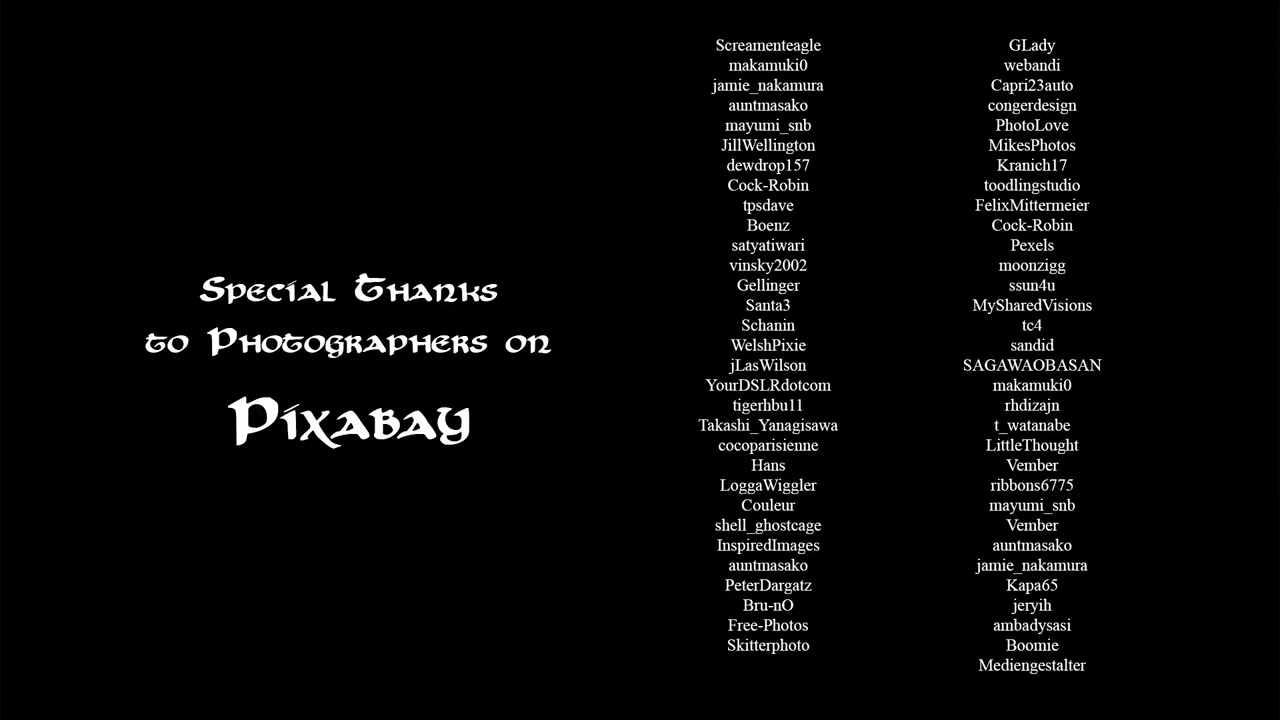 Special Thanks
to Photographers on
Pixabay
Screamenteagle
makamuki0
jamie_nakamura
auntmasako
mayumi_snb
JillWellington
dewdrop157
Cock-Robin
tpsdave
Boenz
satyatiwari
vinsky2002
Gellinger
Santa3
Schanin
WelshPixie
jLasWilson
YourDSLRdotcom
tigerhbu11
Takashi_Yanagisawa
cocoparisienne
Hans
LoggaWiggler
Couleur
shell_ghostcage
InspiredImages
auntmasako
PeterDargatz
Bru-nO
Free-Photos
Skitterphoto
GLady
webandi
Capri23auto
congerdesign
PhotoLove
MikesPhotos
Kranich17
toodlingstudio
FelixMittermeier
Cock-Robin
Pexels
moonzigg
ssun4u
MySharedVisions
tc4
sandid
SAGAWAOBASAN
makamuki0
rhdizajn
t_watanabe
LittleThought
Vember
ribbons6775
mayumi_snb
Vember
auntmasako
jamie_nakamura
Kapa65
jeryih
ambadysasi
Boomie
Mediengestalter